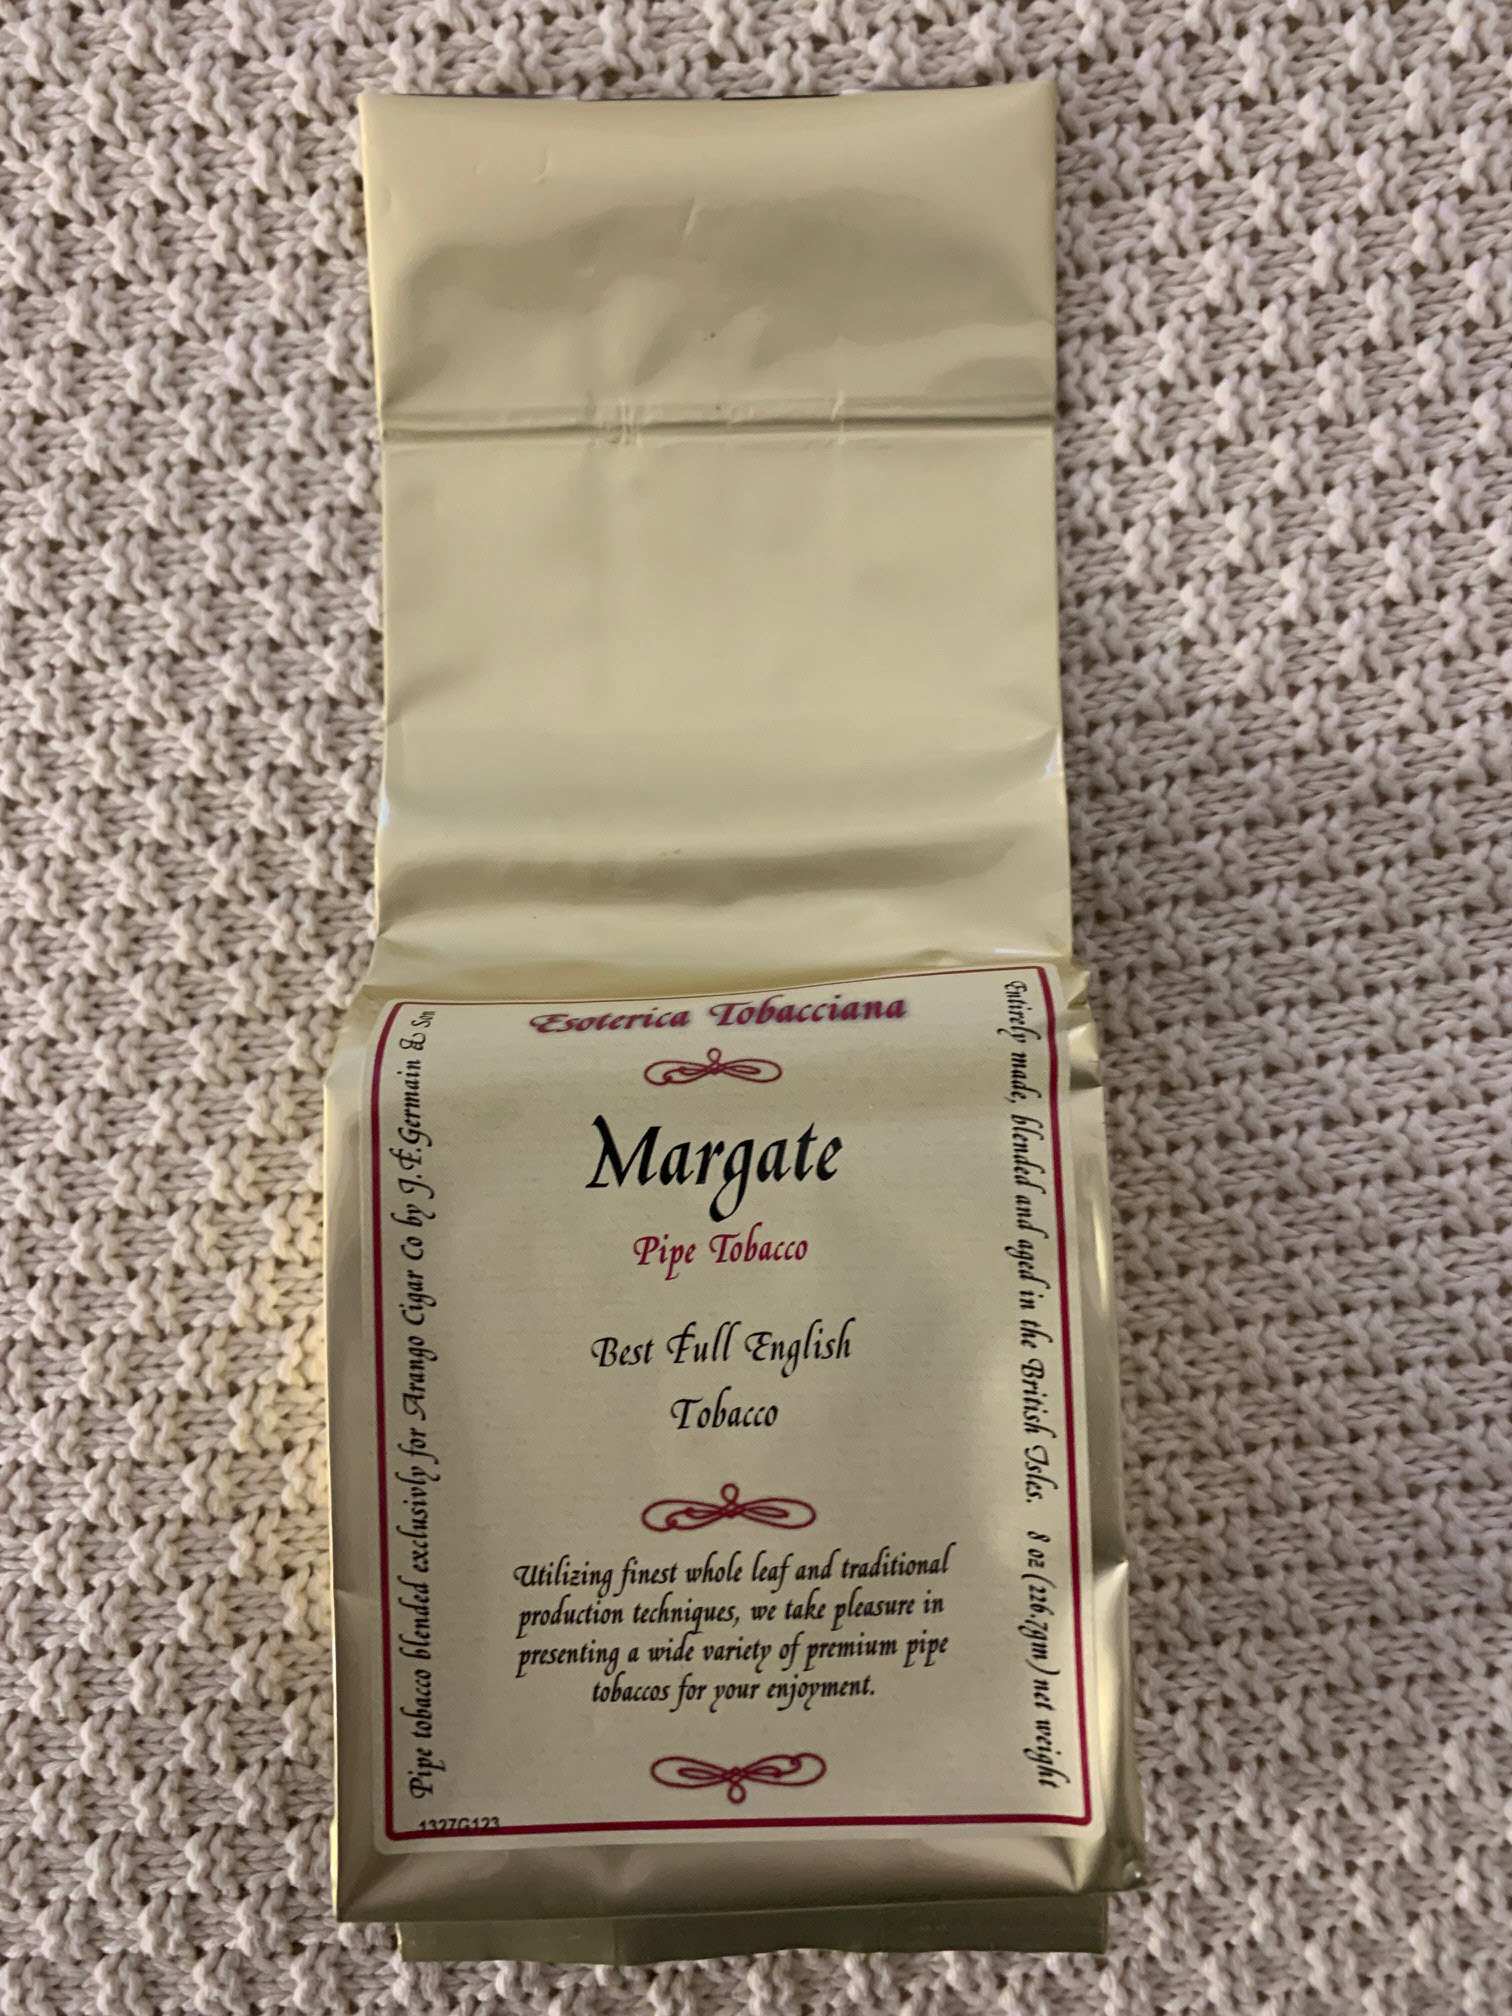 Esoterica Tobacciana
Margate
Pipe Tobacco
Best Full English
Tobacco
Utilizing finest whole leaf and traditional
production techniques, we take pleasure in
presenting a wide variety of premium pipe
tobaccos for your enjoyment.
Pipe tobacco blended exclusivly for Arango Cigar Co by J.F.Germain & Son
Entirely made, blended and aged in the British Isles. 8 oz (226.7gm) net weight
1327G123